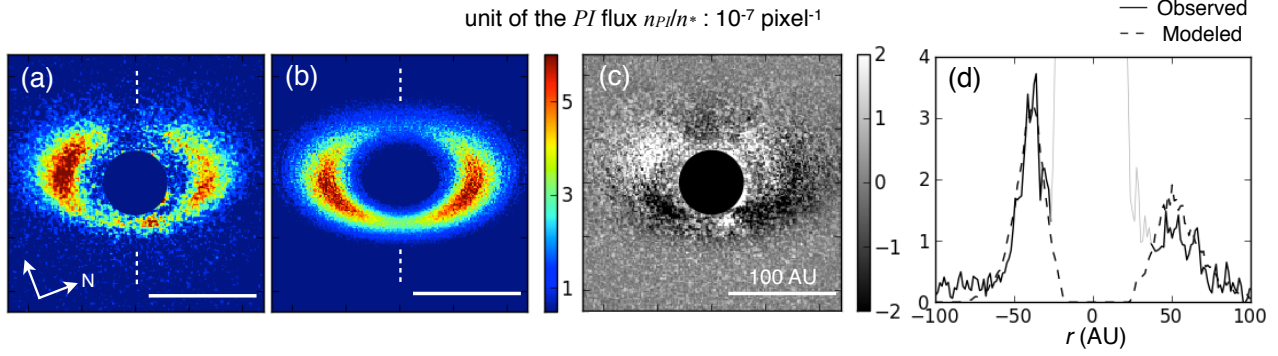 unit of the PI flux nPI/n* : 10-7 pixel-1
Observed
Modeled
(a)
N
(b)
5
3
1
(c)
100 AU
2
1
0
−1
−2
(d)
4
3
2
1
0
−100 −50 0 50 100
r (AU)